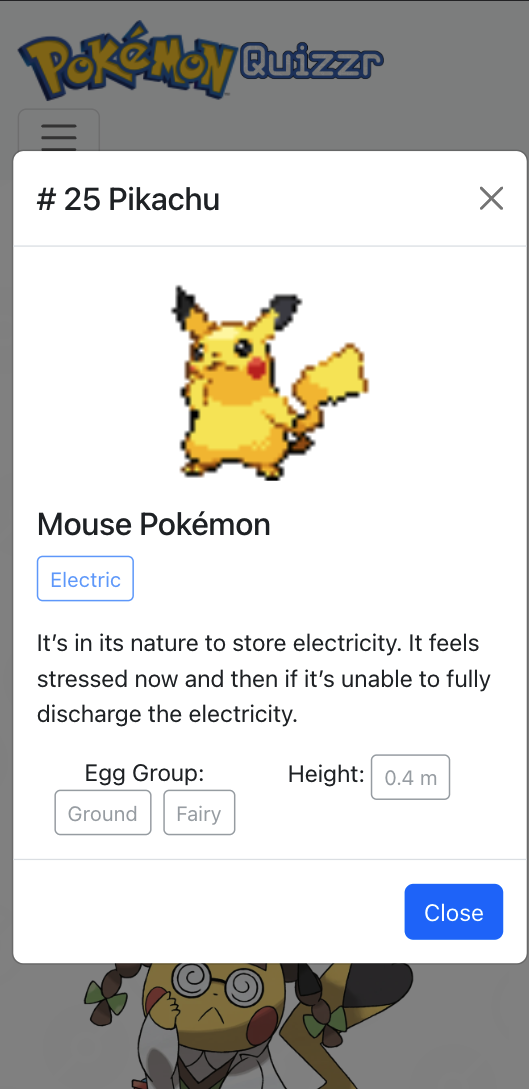 PoKéMoN Quizzr
# 25 Pikachu
Mouse Pokémon
Electric
It’s in its nature to store electricity. It feels
stressed now and then if it’s unable to fully
discharge the electricity.
Egg Group:
Ground Fairy
Height: 0.4 m
Close